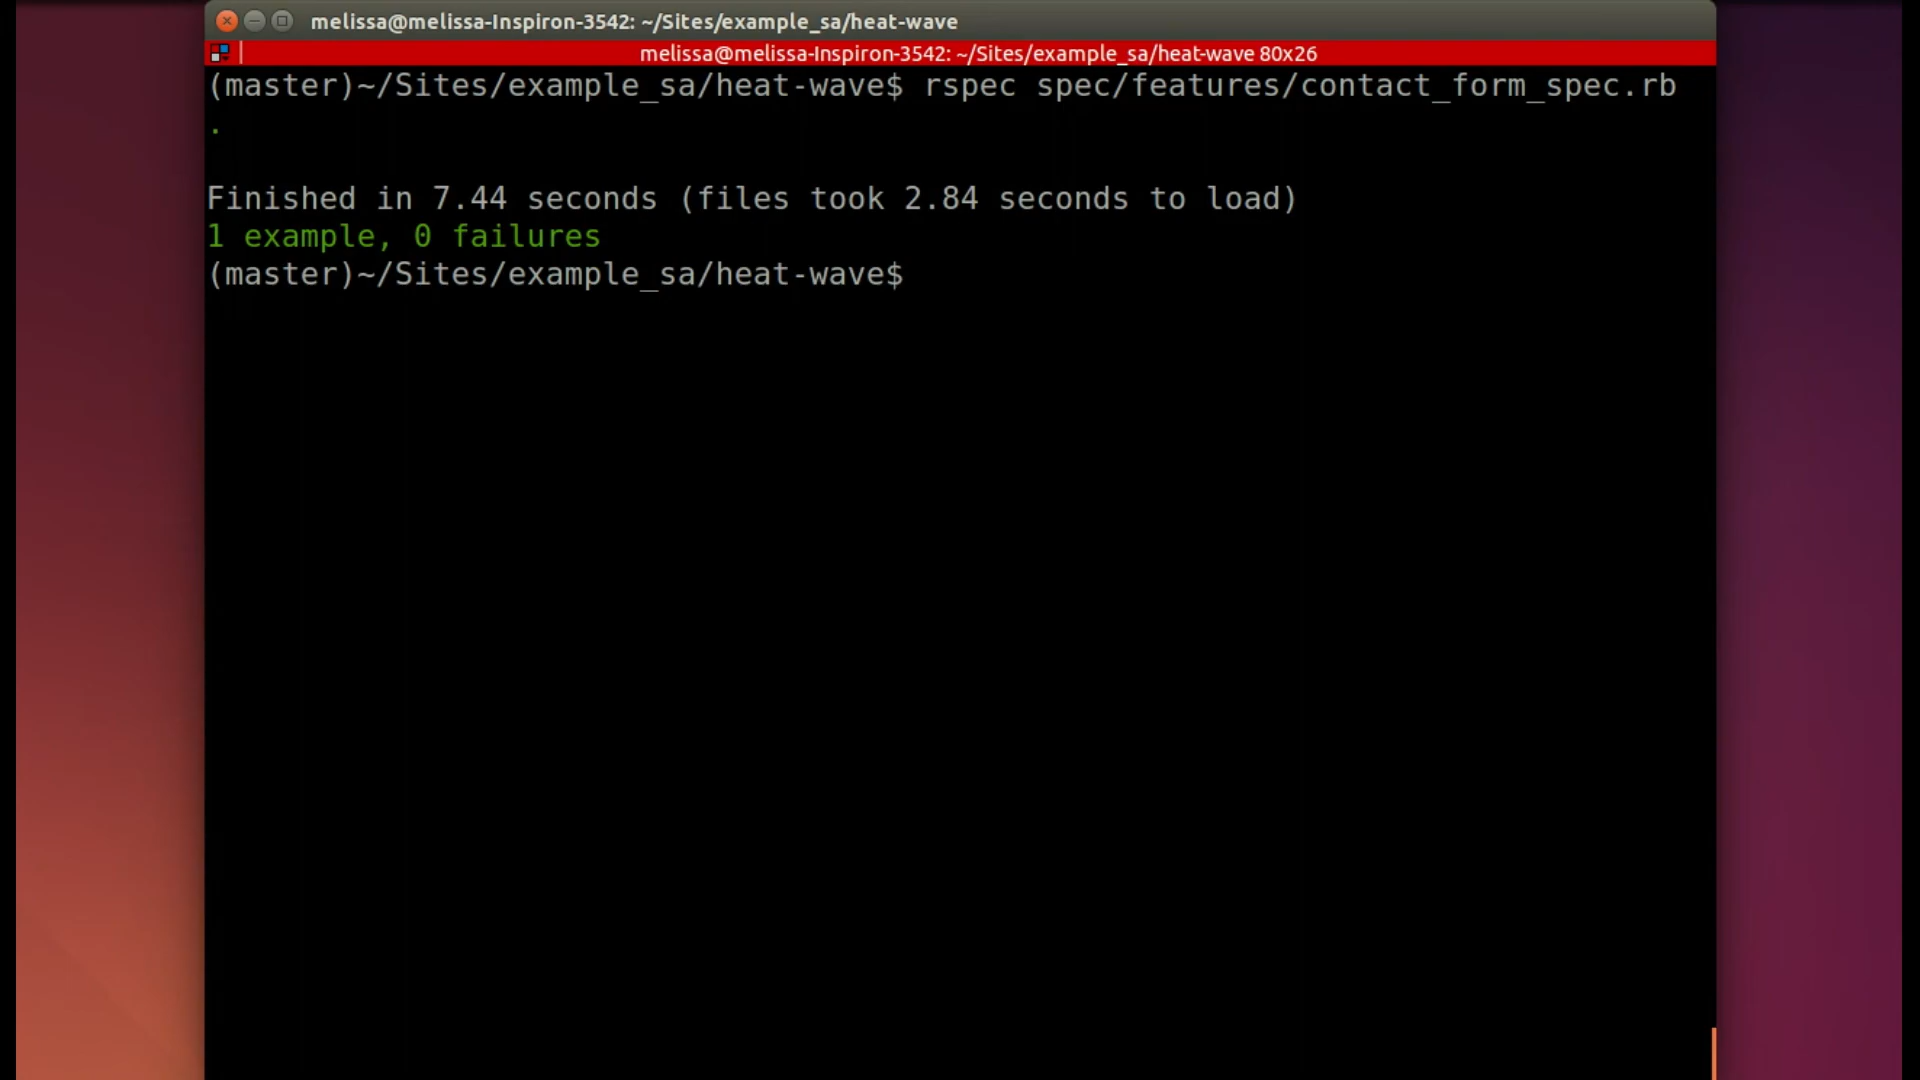 melissa@melissa-Inspiron-3542: ~/Sites/example_sa/heat-wave
melissa@melissa-Inspiron-3542: ~/Sites/example_sa/heat-wave 80x26
(master)~/Sites/example_sa/heat-wave$ rspec spec/features/contact_form_spec.rb
.
Finished in 7.44 seconds (files took 2.84 seconds to load)
1 example, 0 failures
(master)~/Sites/example_sa/heat-wave$